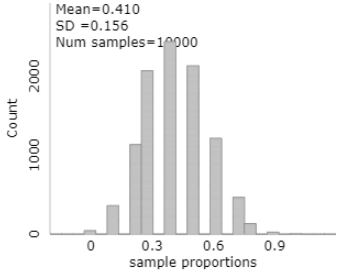 Mean=0.410
SD =0.156
Num samples=10000
2000
1000
0
Count
0 0.3 0.6 0.9
sample proportions